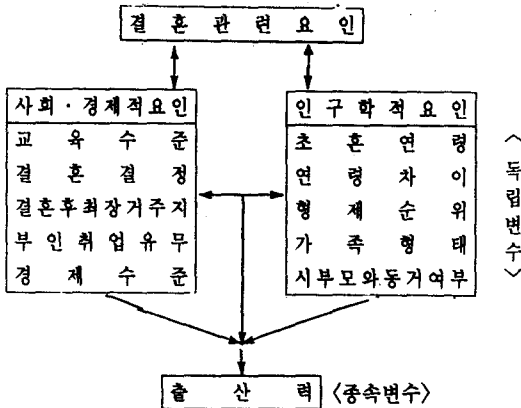 결혼관련요인
사회·경제적요인
교육수준
결혼결정
결혼후최장거주지
부인취업유무
경제수준
인구학적요인
초혼연령
연령차이
형제순위
가족형태
시부모와동거여부
〈독립변수〉
출산력 〈종속변수〉